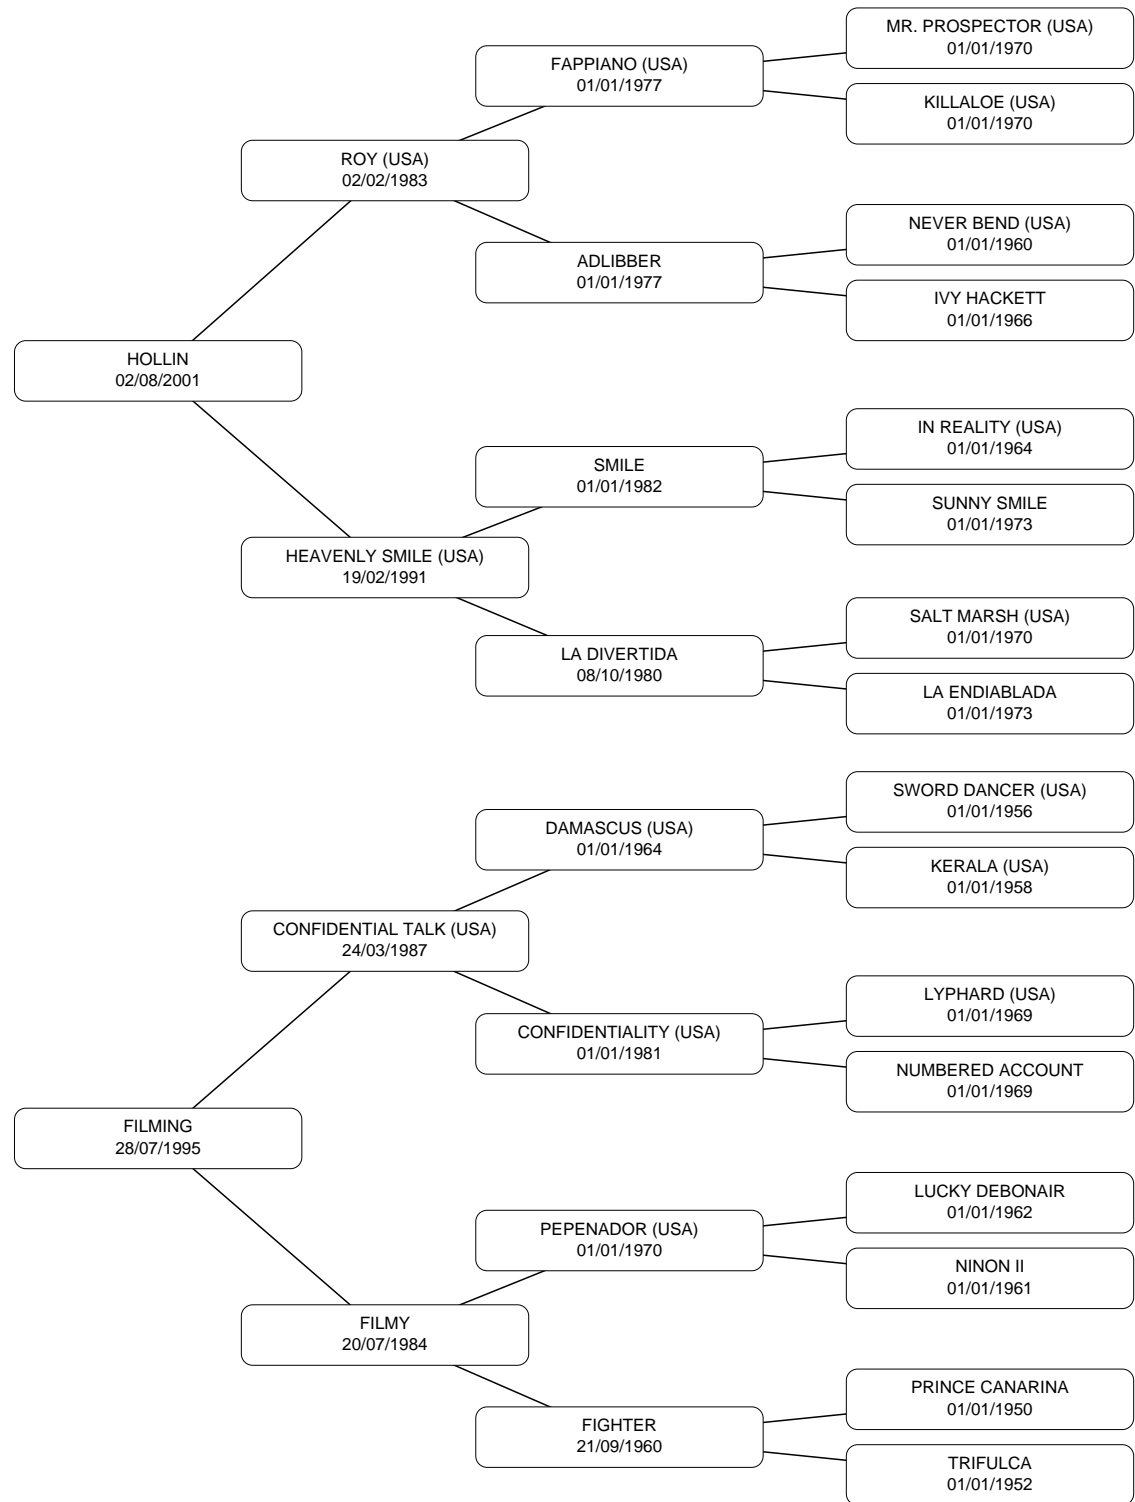 MR. PROSPECTOR (USA)
01/01/1970
FAPPIANO (USA)
01/01/1977
KILLALOE (USA)
01/01/1970
ROY (USA)
02/02/1983
NEVER BEND (USA)
01/01/1960
ADLIBBER
01/01/1977
IVY HACKETT
01/01/1966
HOLLIN
02/08/2001
IN REALITY (USA)
01/01/1964
SMILE
01/01/1982
SUNNY SMILE
01/01/1973
HEAVENLY SMILE (USA)
19/02/1991
SALT MARSH (USA)
01/01/1970
LA DIVERTIDA
08/10/1980
LA ENDIABLADA
01/01/1973
SWORD DANCER (USA)
01/01/1956
DAMASCUS (USA)
01/01/1964
KERALA (USA)
01/01/1958
CONFIDENTIAL TALK (USA)
24/03/1987
LYPHARD (USA)
01/01/1969
CONFIDENTIALITY (USA)
01/01/1981
NUMBERED ACCOUNT
01/01/1969
FILMING
28/07/1995
LUCKY DEBONAIR
01/01/1962
PEPENADOR (USA)
01/01/1970
NINON II
01/01/1961
FILMY
20/07/1984
PRINCE CANARINA
01/01/1950
FIGHTER
21/09/1960
TRIFULCA
01/01/1952